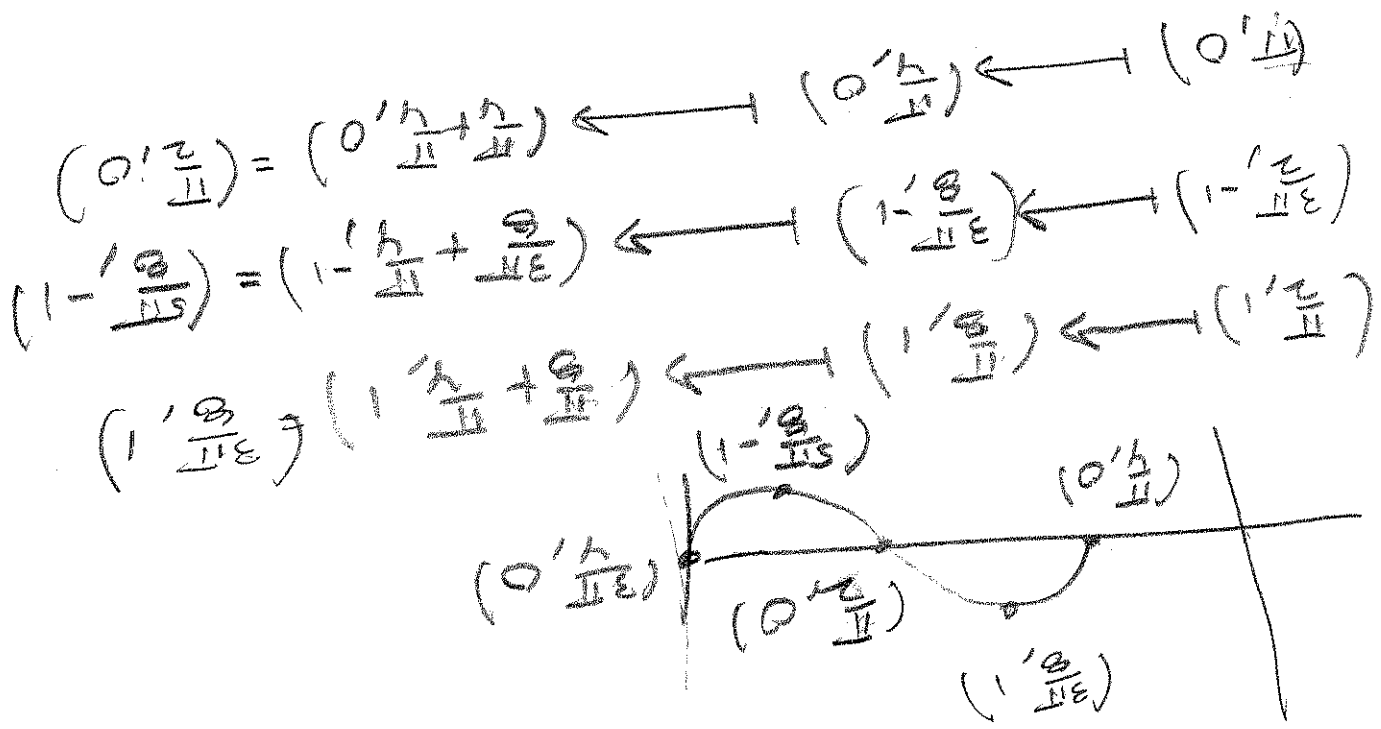 (3π/8, 1)
(π/2, 0) (3π/4, 0)
(π/4, 0)
(5π/8, -1)
(π/2, 1) ↦ (π/8, 1) ↦ (π/8 + π/4, 1) = (3π/8, 1)
(3π/2, -1) ↦ (3π/8, -1) ↦ (3π/8 + π/4, -1) = (5π/8, -1)
(π, 0) ↦ (π/4, 0) ↦ (π/4 + π/4, 0) = (π/2, 0)